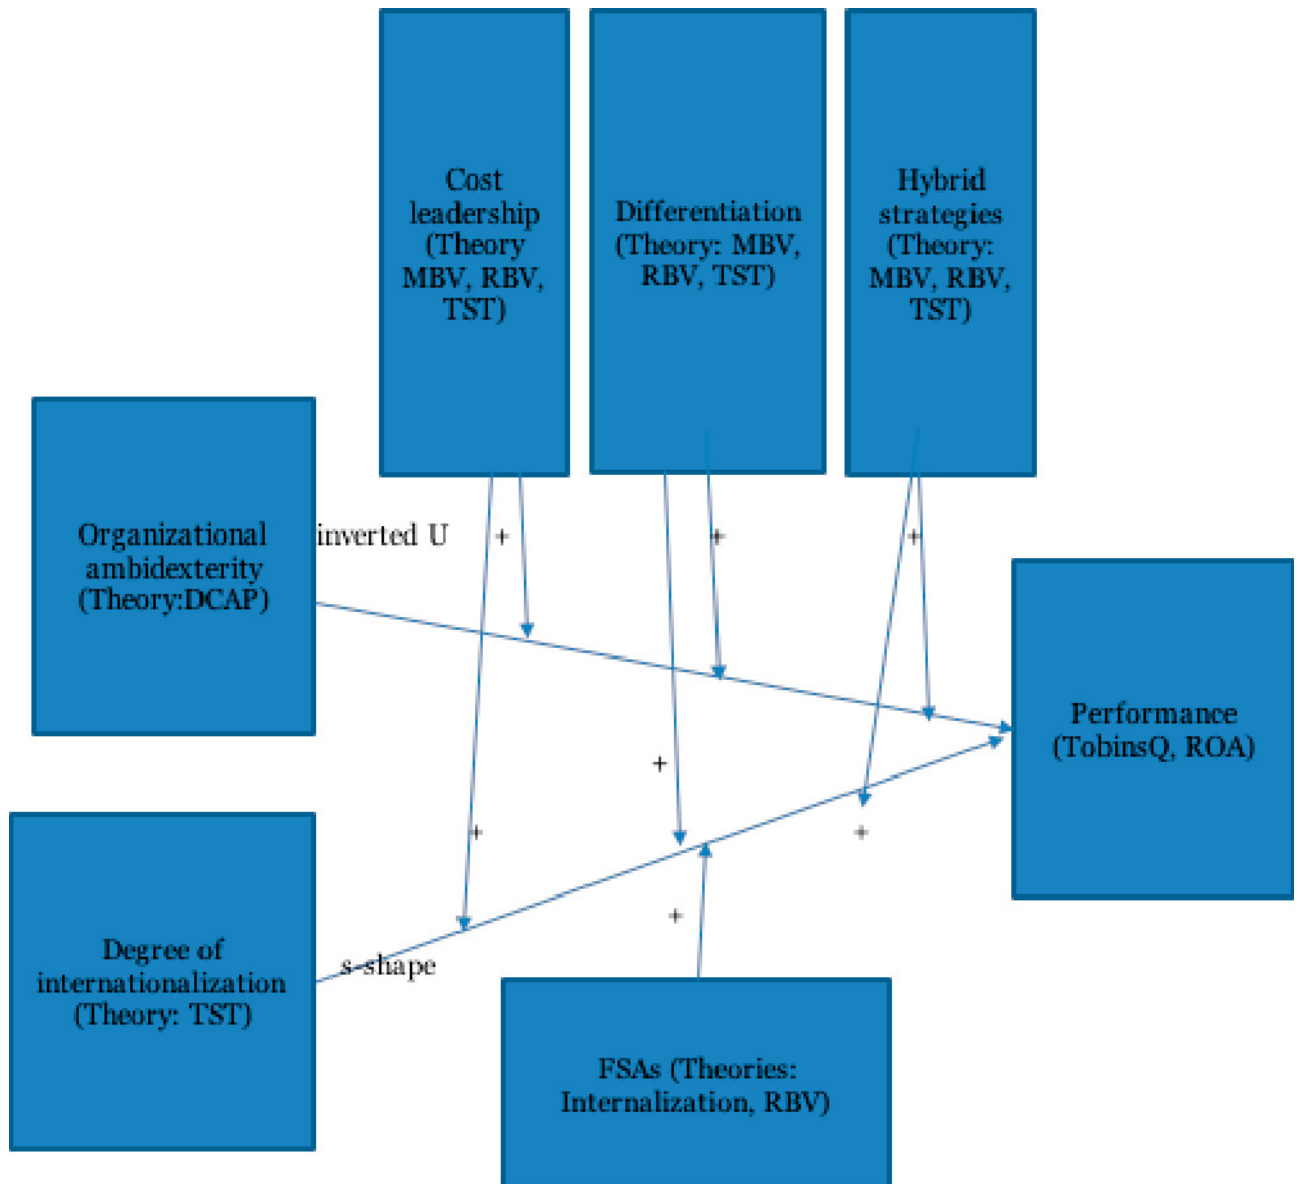 Cost
leadership
(Theory
MBV, RBV,
TST)
Differentiation
(Theory: MBV,
RBV, TST)
Hybrid
strategies
(Theory:
MBV, RBV,
TST)
Organizational
ambidexterity
(Theory:DCAP)
inverted U
+
+
+
Performance
(TobinsQ, ROA)
+
+
+
+
Degree of
internationalization
(Theory: TST)
s-shape
FSAs (Theories:
Internalization, RBV)